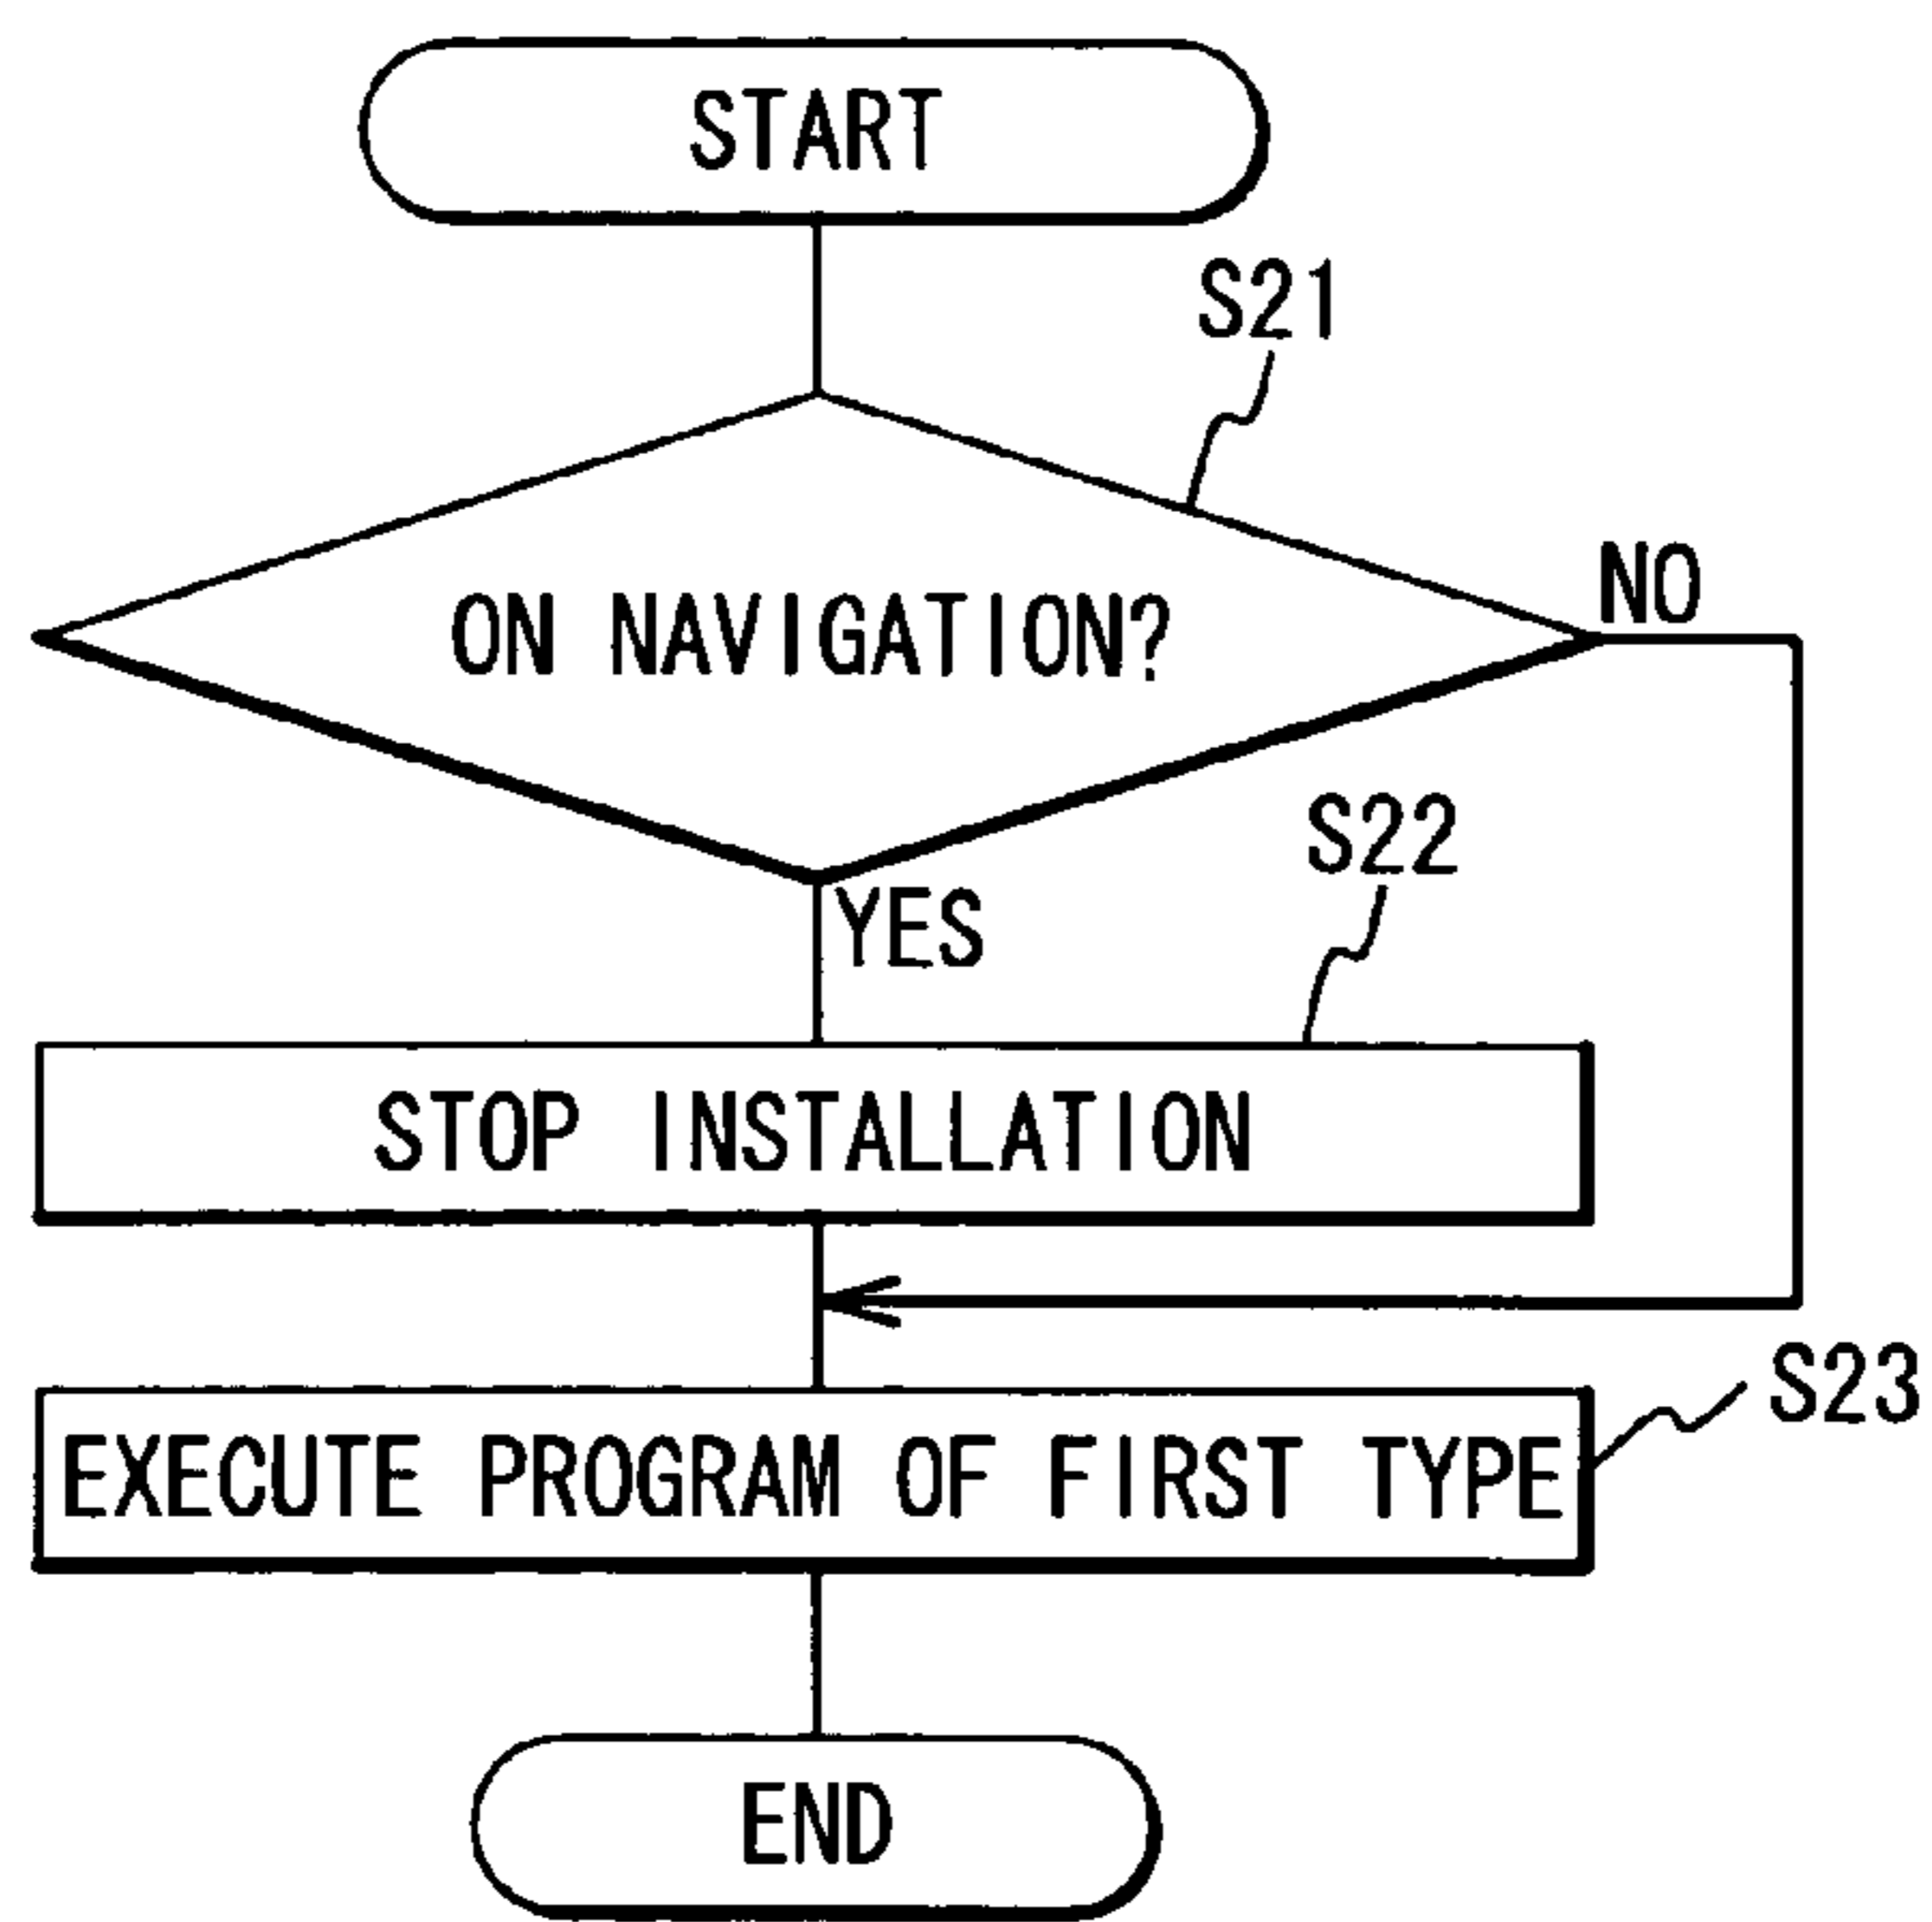 START
S21
ON NAVIGATION?
NO
S22
YES
STOP INSTALLATION
S23
EXECUTE PROGRAM OF FIRST TYPE
END